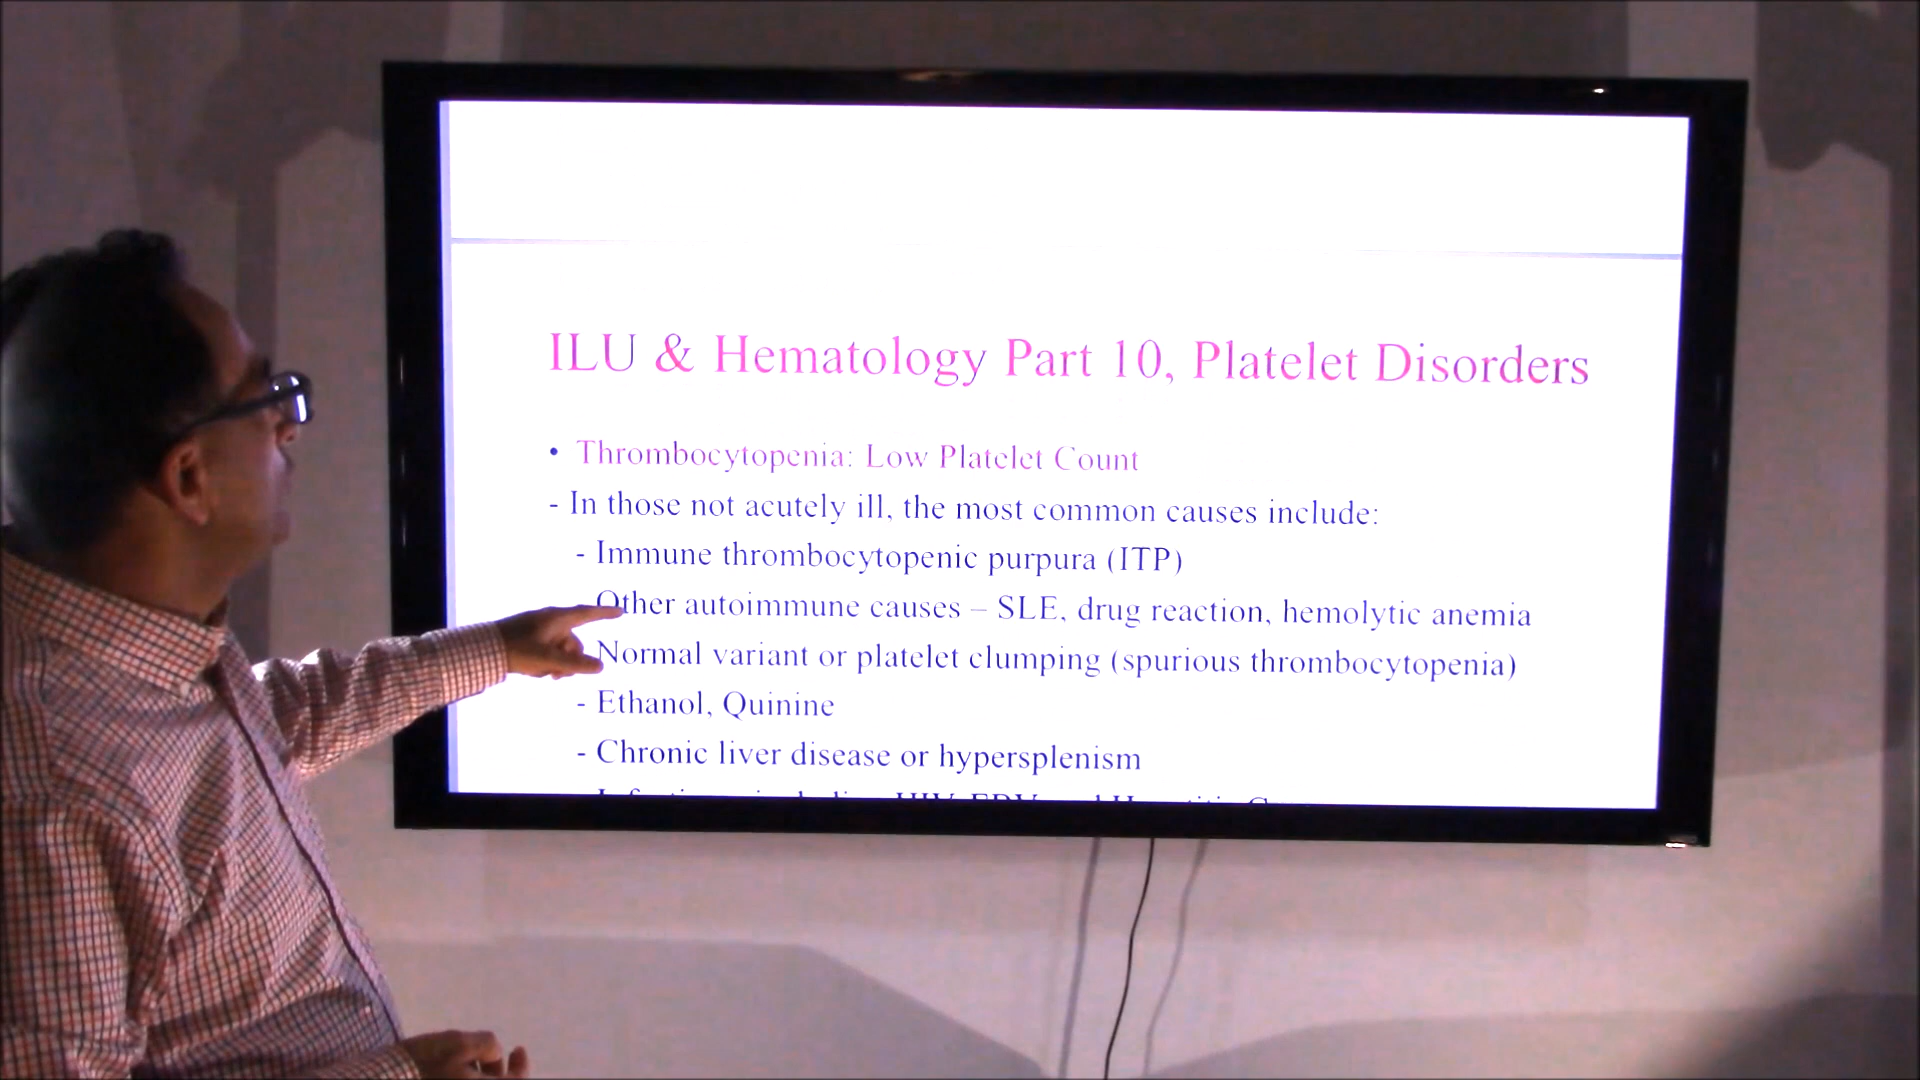 ILU & Hematology Part 10, Platelet Disorders
• Thrombocytopenia: Low Platelet Count
- In those not acutely ill, the most common causes include:
- Immune thrombocytopenic purpura (ITP)
Other autoimmune causes – SLE, drug reaction, hemolytic anemia
Normal variant or platelet clumping (spurious thrombocytopenia)
- Ethanol, Quinine
- Chronic liver disease or hypersplenism